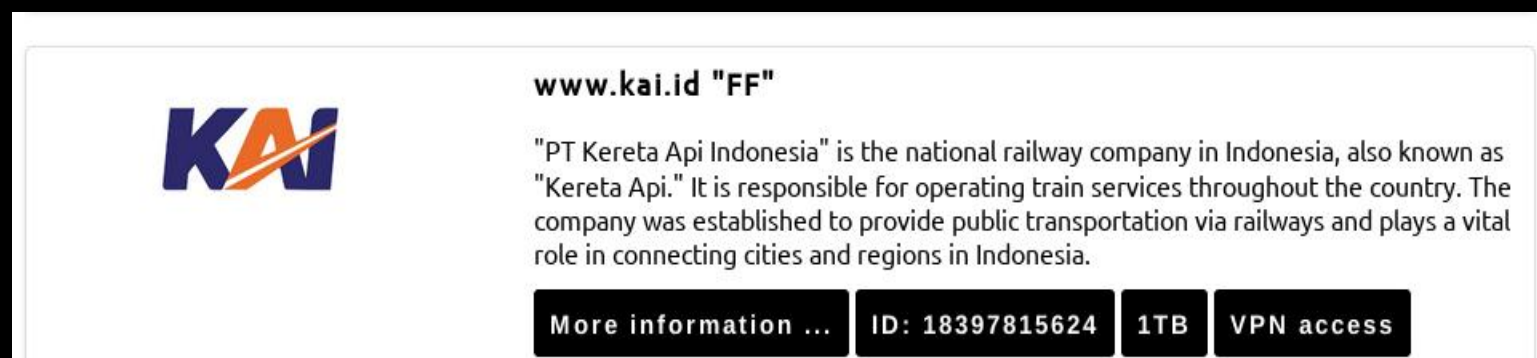 KAI
www.kai.id "FF"
"PT Kereta Api Indonesia" is the national railway company in Indonesia, also known as
"Kereta Api." It is responsible for operating train services throughout the country. The
company was established to provide public transportation via railways and plays a vital
role in connecting cities and regions in Indonesia.
More information ... ID: 18397815624 1TB VPN access